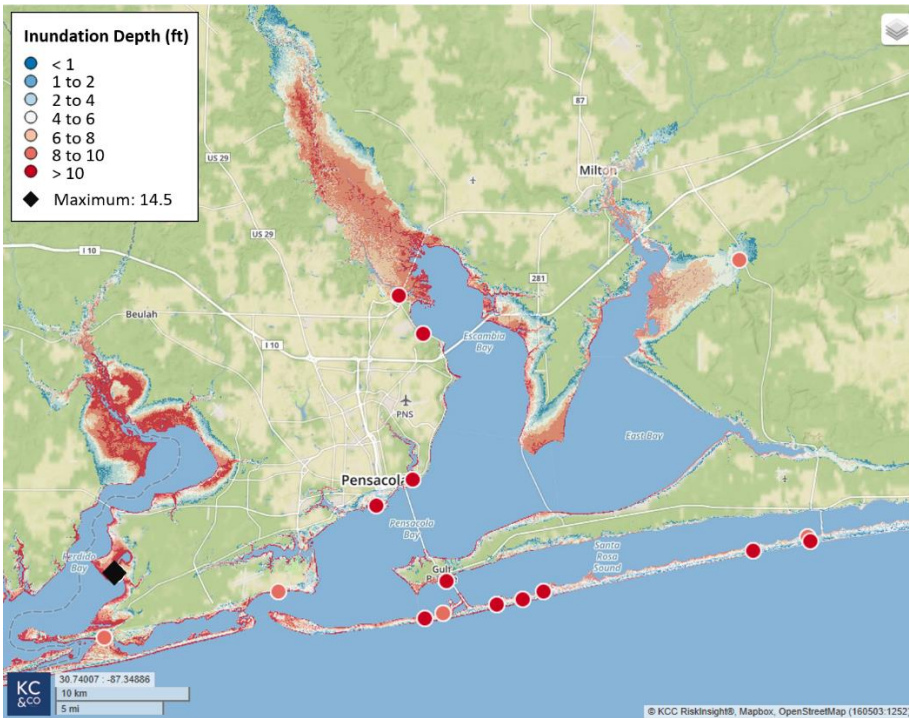 Inundation Depth (ft)
< 1
1 to 2
2 to 4
4 to 6
6 to 8
8 to 10
> 10
Maximum: 14.5
87
US 29
Milton
US 29
I 10
281
Beulah
Escambia
Bay
I 10
PNS
East Bay
Pensacola
Pensacola
Bay
Perdido
Bay
Santa
Rosa
Sound
Gulf
30.74007 : -87.34886
10 km
5 mi
KC
&CO
© KCC RiskInsight®, Mapbox, OpenStreetMap (160503:1252)